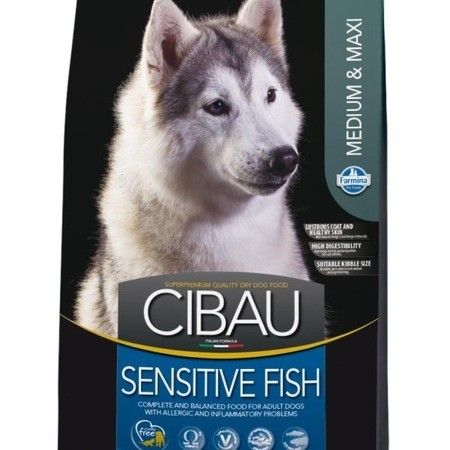 MEDIUM & MAXI
Farmina
LUSTROUS COAT AND
HEALTHY SKIN
HIGH DIGESTIBILITY
SUITABLE KIBBLE SIZE
SUPERPREMIUM QUALITY DRY DOG FOOD
CIBAU
ITALIAN FORMULA
SENSITIVE FISH
COMPLETE AND BALANCED FOOD FOR ADULT DOGS
WITH ALLERGIC AND INFLAMMATORY PROBLEMS
free